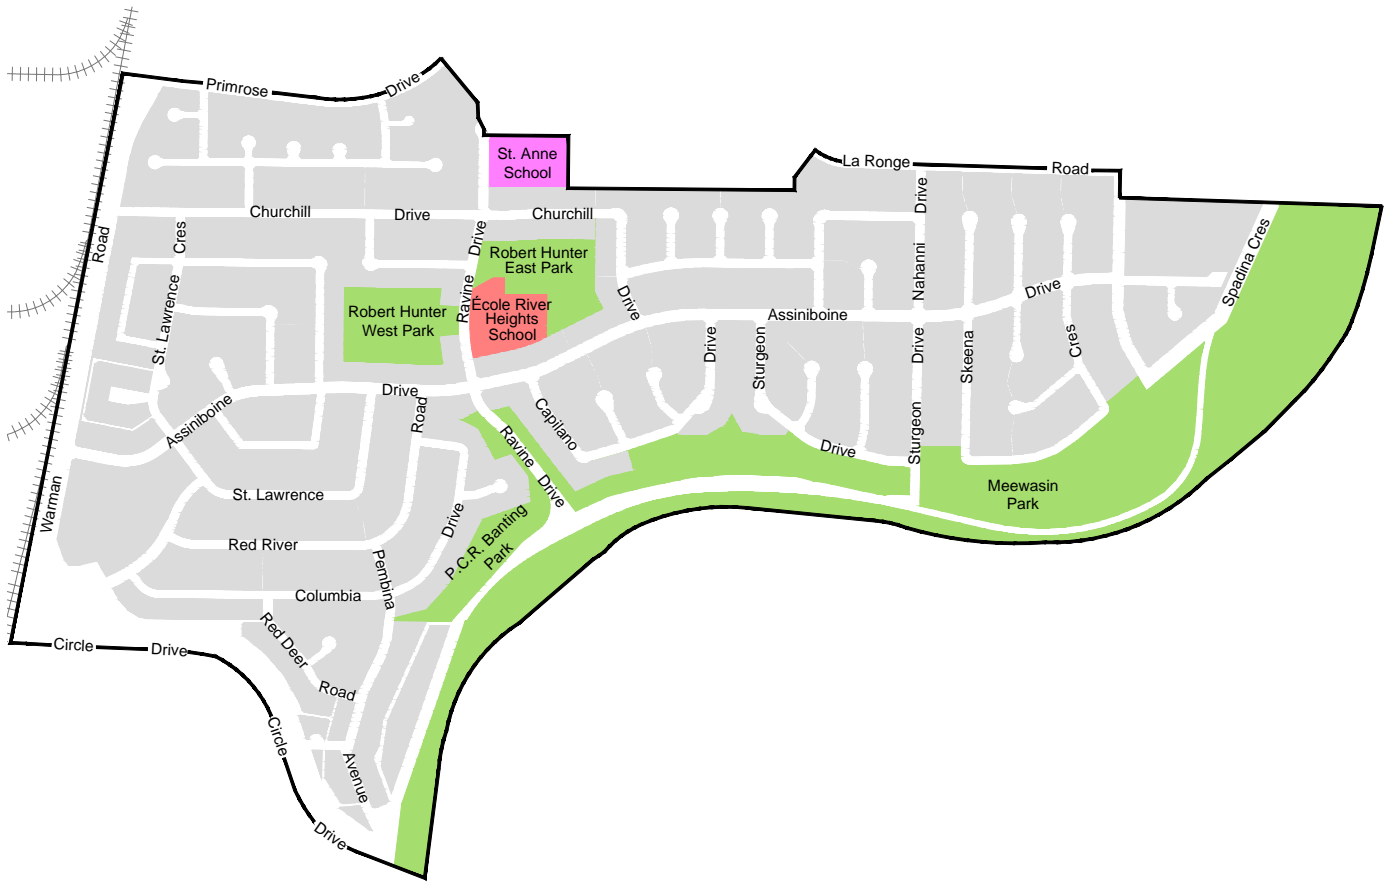 Primrose
Drive
St. Anne
School
La Ronge
Road
Churchill
Drive
Churchill
Drive
Nahanni
Drive
Road
Cres
St. Lawrence
Ravine
Drive
Robert Hunter
East Park
Robert Hunter
West Park
École River
Heights
School
Spadina Cres
Assiniboine
Drive
Drive
Sturgeon
Drive
Sturgeon
Skeena
Cres
Assiniboine
Drive
Road
Capilano
Ravine
Drive
Drive
Meewasin
Park
Warman
St. Lawrence
Red River
Drive
P.C.R. Banting
Park
Columbia
Pembina
Red Deer
Road
Circle
Drive
Circle
Avenue
Drive